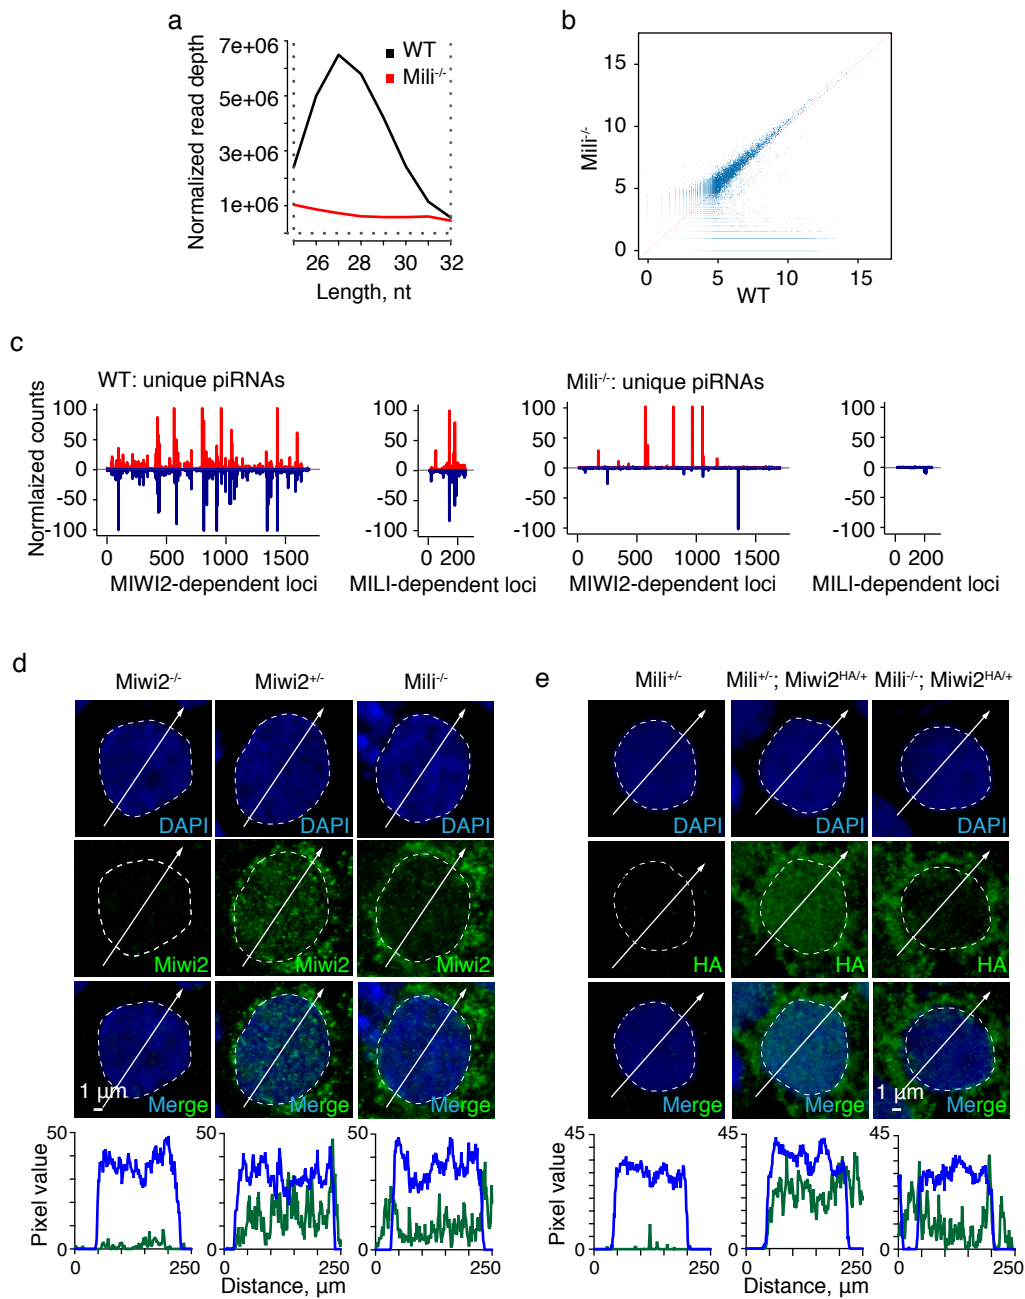 a
7e+06
5e+06
3e+06
1e+06
Normalized read depth
WT
Mili-/-
26 28 30 32
Length, nt
b
15
10
5
0
Mili-/-
0 5 10 15
WT
c
WT: unique piRNAs
Mili-/-: unique piRNAs
Normlaized counts
100
50
0
-50
-100
0 500 1000 1500
MIWI2-dependent loci
100
50
0
-50
-100
0 200
MILI-dependent loci
100
50
0
-50
-100
0 500 1000 1500
MIWI2-dependent loci
100
50
0
-50
-100
0 200
MILI-dependent loci
d
Miwi2-/- Miwi2+/- Mili-/-
DAPI DAPI DAPI
Miwi2 Miwi2 Miwi2
1 µm
Merge Merge Merge
50 50 50
Pixel value
0 0 0
0 250 0 250 0 250
Distance, µm
e
Mili+/- Mili+/-; Miwi2HA/+ Mili-/-; Miwi2HA/+
DAPI DAPI DAPI
HA HA HA
1 µm
Merge Merge Merge
45 45 45
Pixel value
0 0 0
0 250 0 250 0 250
Distance, µm